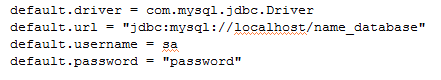 default.driver = com.mysql.jdbc.Driver
default.url = "jdbc:mysql://localhost/name_database"
default.username = sa
default.password = "password"